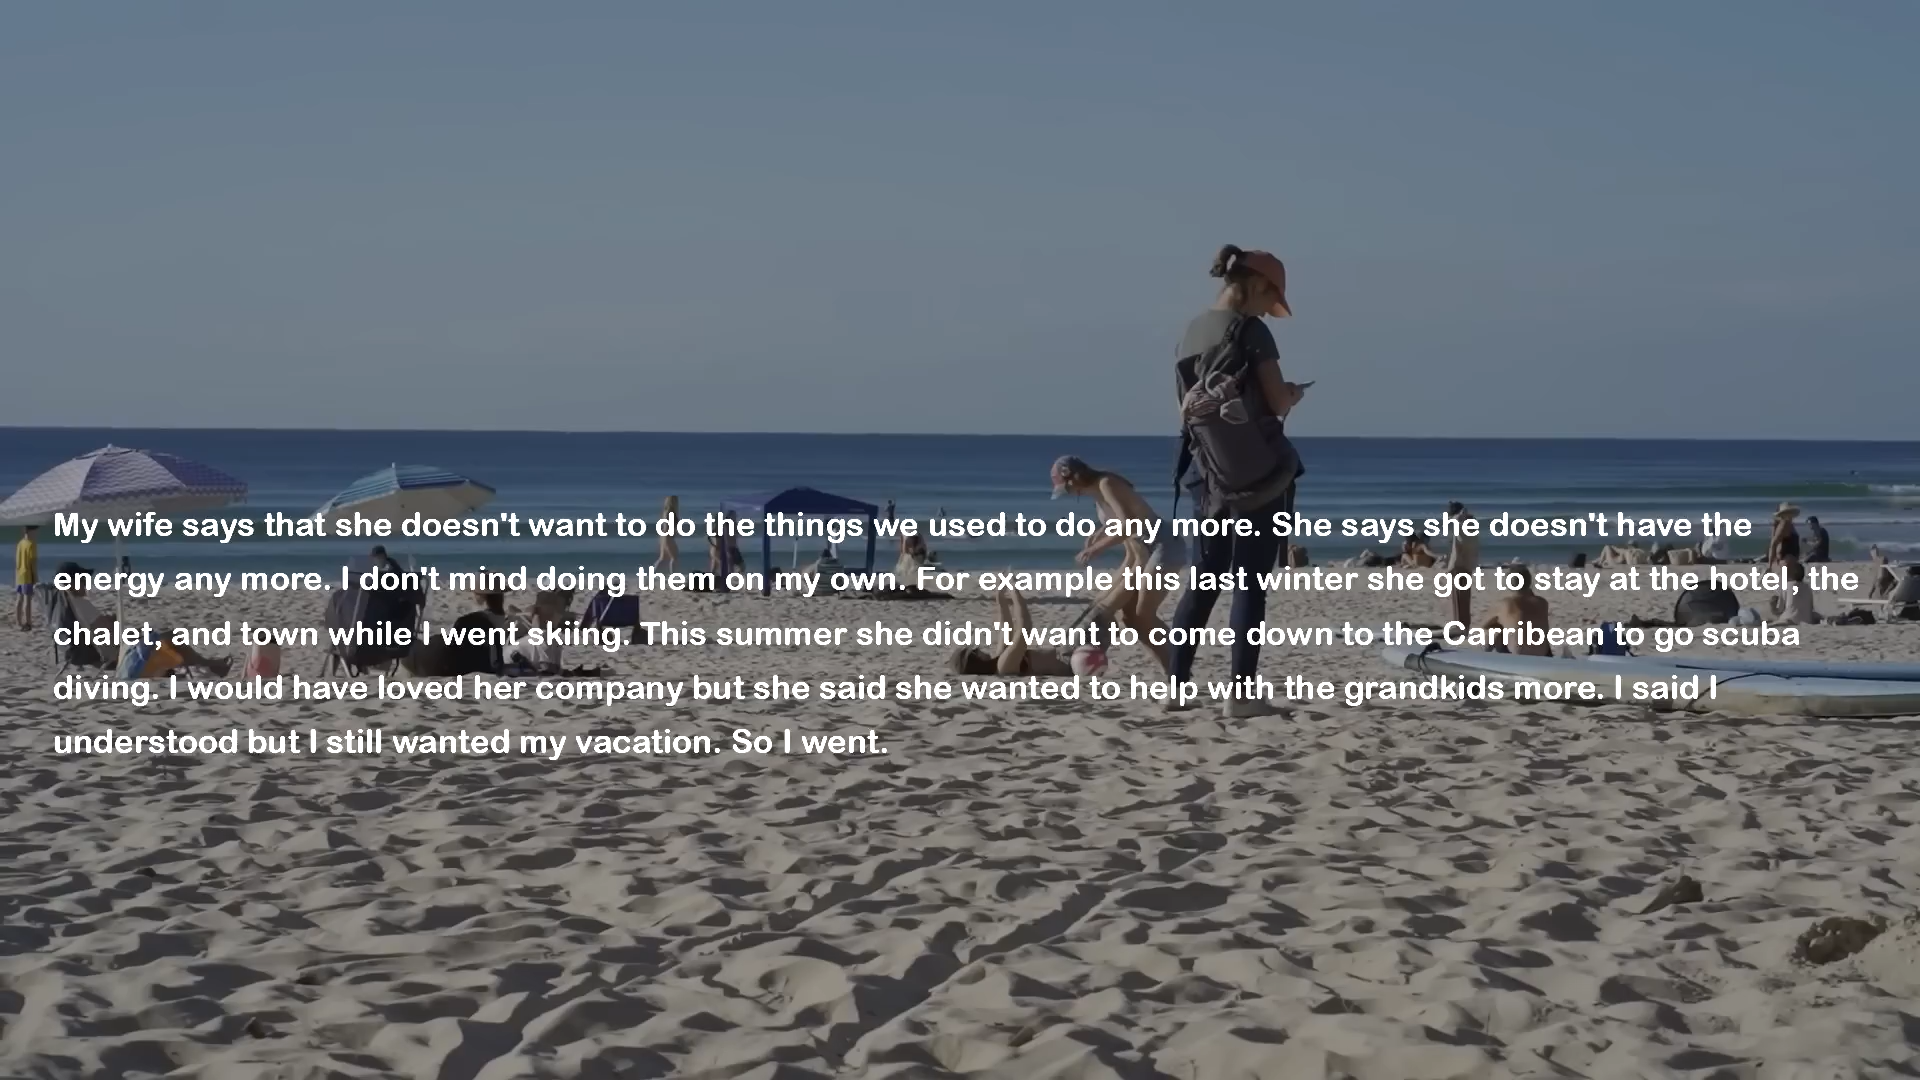 My wife says that she doesn't want to do the things we used to do any more. She says she doesn't have the
energy any more. I don't mind doing them on my own. For example this last winter she got to stay at the hotel, the
chalet, and town while I went skiing. This summer she didn't want to come down to the Carribean to go scuba
diving. I would have loved her company but she said she wanted to help with the grandkids more. I said I
understood but I still wanted my vacation. So I went.